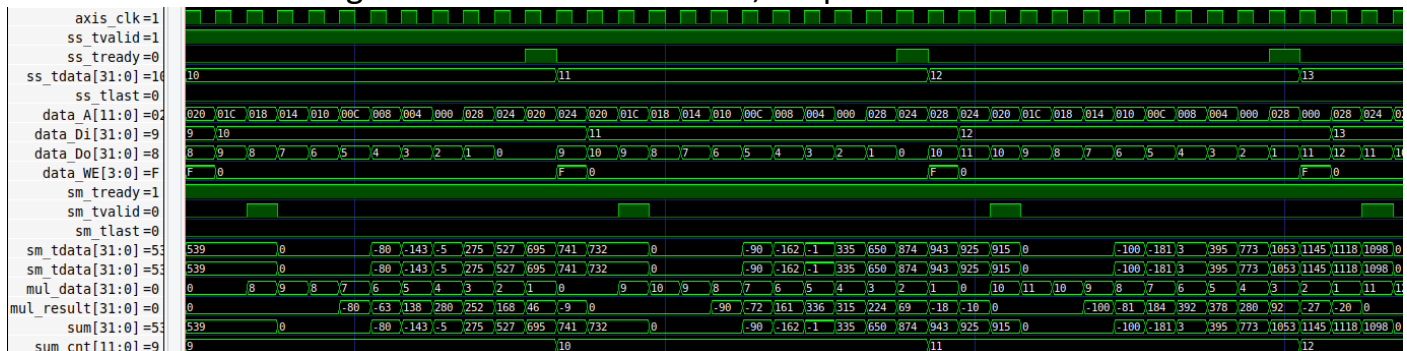 axis_clk =1
ss_tvalid =1
ss_tready =0
ss_tdata[31:0] =10 10 11 12 13
ss_tlast =0
data_A[11:0] =02 020 01C 018 014 010 00C 008 004 000 028 024 020 024 020 01C 018 014 010 00C 008 004 000 028 024 028 024 020 01C 018 014 010 00C 008 004 000 028 000 028 024
data_Di[31:0] =9 9 10 11 12 13
data_Do[31:0] =8 8 9 8 7 6 5 4 3 2 1 0 9 10 9 8 7 6 5 4 3 2 1 0 10 11 10 9 8 7 6 5 4 3 2 1 11 12 11
data_WE[3:0] =F F 0 F 0 F 0 F 0
sm_tready =1
sm_tvalid =0
sm_tlast =0
sm_tdata[31:0] =53 539 0 -80 -143 -5 275 527 695 741 732 0 -90 -162 -1 335 650 874 943 925 915 0 -100 -181 3 395 773 1053 1145 1118 1098 0
sm_tdata[31:0] =53 539 0 -80 -143 -5 275 527 695 741 732 0 -90 -162 -1 335 650 874 943 925 915 0 -100 -181 3 395 773 1053 1145 1118 1098 0
mul_data[31:0] =0 0 8 9 8 7 6 5 4 3 2 1 0 9 10 9 8 7 6 5 4 3 2 1 0 10 11 10 9 8 7 6 5 4 3 2 1 11
mul_result[31:0] =0 0 -80 -63 138 280 252 168 46 -9 0 -90 -72 161 336 315 224 69 -18 -10 0 -100 -81 184 392 378 280 92 -27 -20 0
sum[31:0] =53 539 0 -80 -143 -5 275 527 695 741 732 0 -90 -162 -1 335 650 874 943 925 915 0 -100 -181 3 395 773 1053 1145 1118 1098 0
sum_cnt[11:0] =9 9 10 11 12